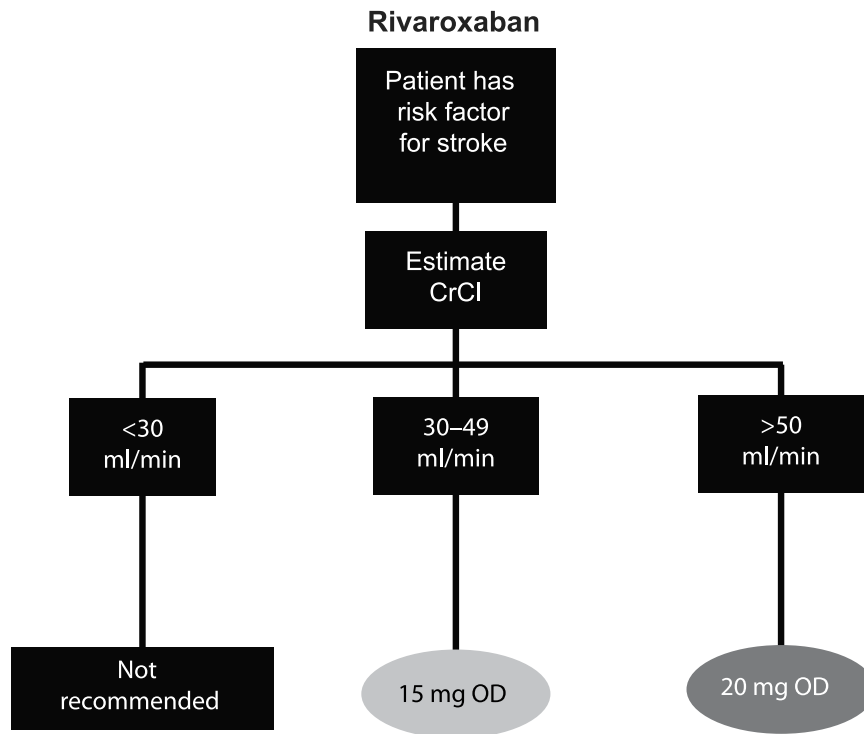 Rivaroxaban
Patient has
risk factor
for stroke
Estimate
CrCl
<30
ml/min
30–49
ml/min
>50
ml/min
Not
recommended
15 mg OD
20 mg OD